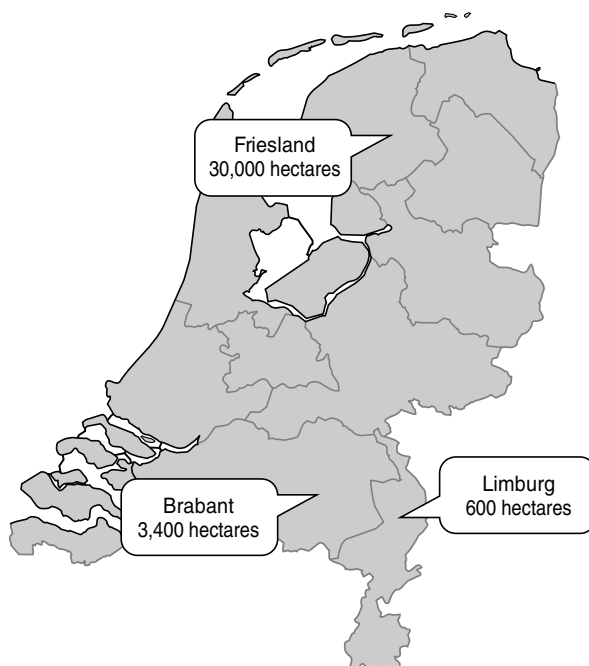 Friesland
30,000 hectares
Brabant
3,400 hectares
Limburg
600 hectares